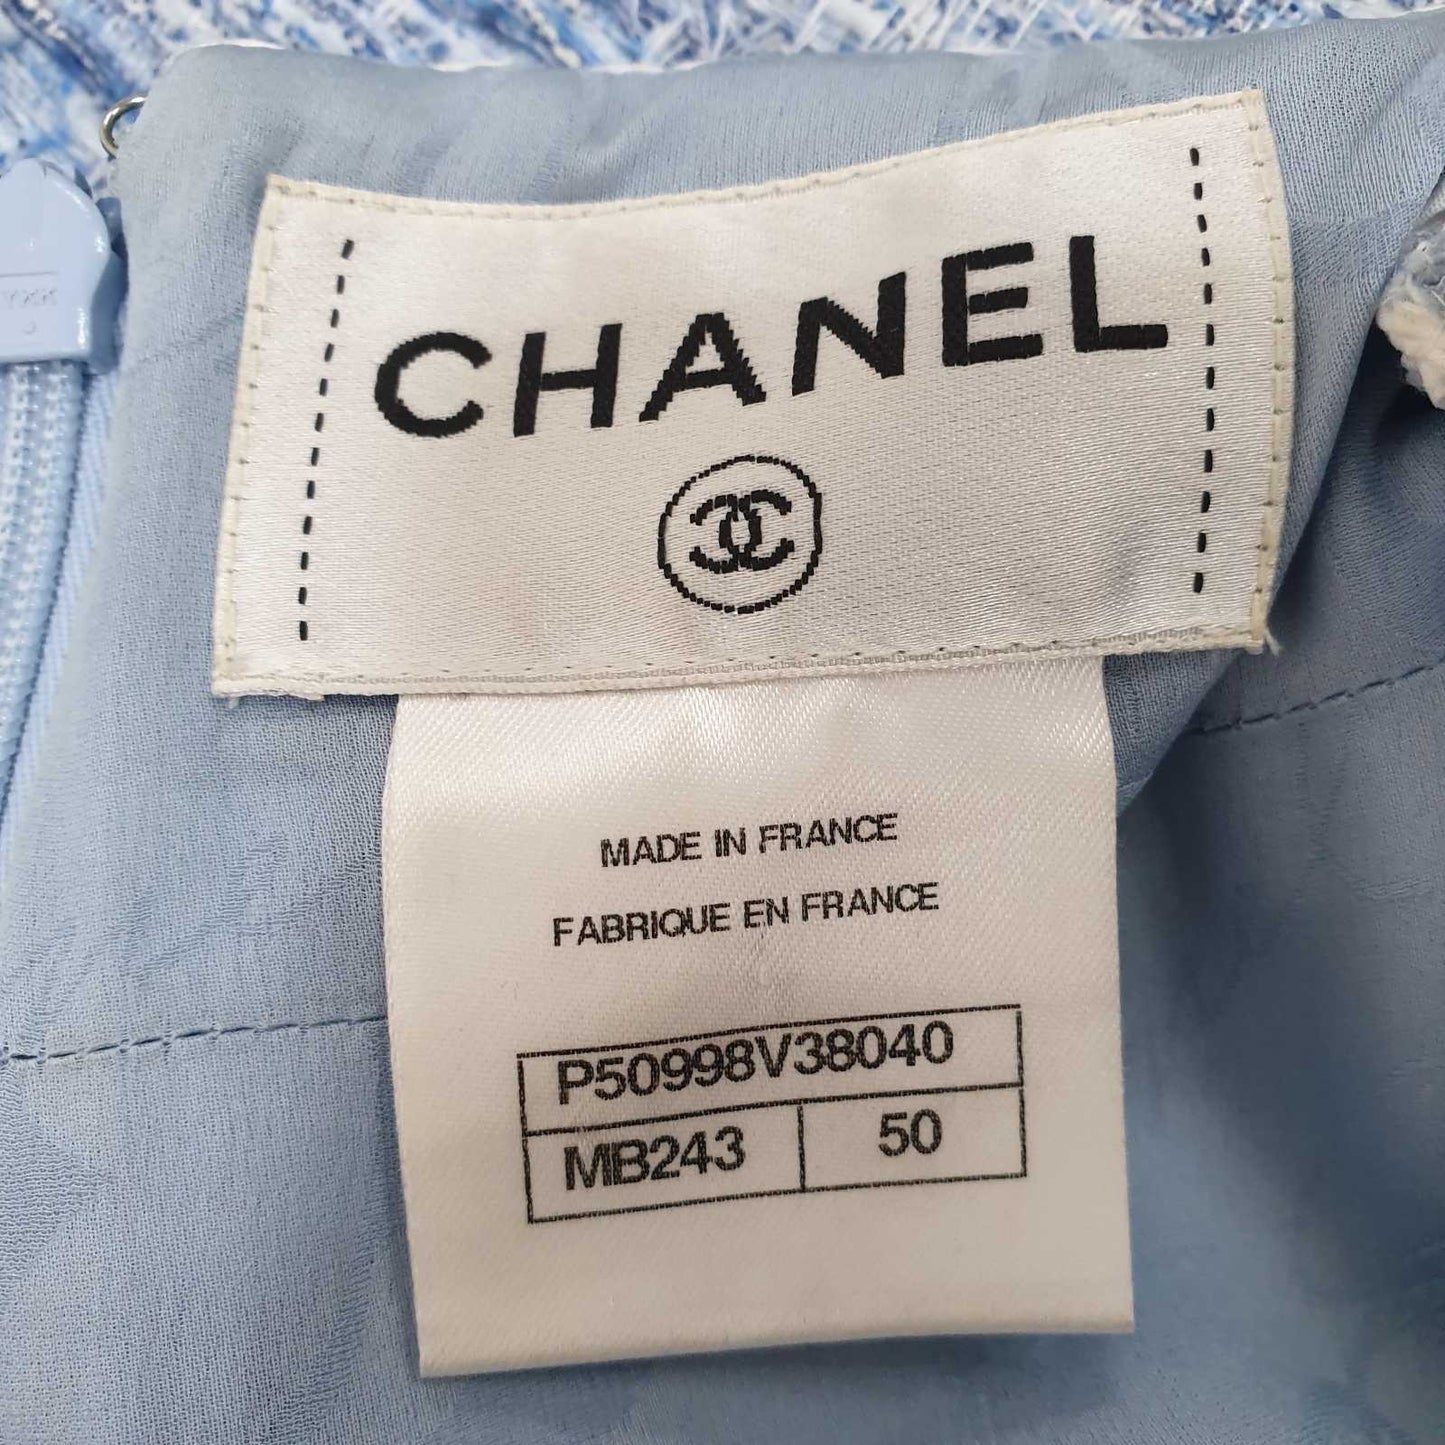 CHANEL
MADE IN FRANCE
FABRIQUE EN FRANCE
P50998V38040
MB243 50